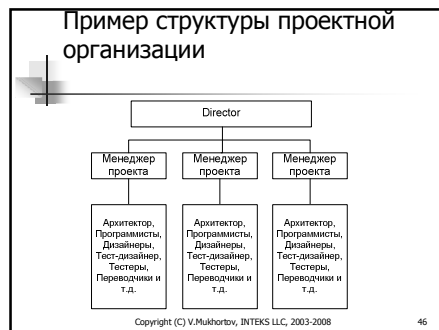 Пример структуры проектной
организации
Director
Менеджер
проекта
Менеджер
проекта
Менеджер
проекта
Архитектор,
Программисты,
Дизайнеры,
Тест-дизайнер,
Тестеры,
Переводчики и
т.д.
Архитектор,
Программисты,
Дизайнеры,
Тест-дизайнер,
Тестеры,
Переводчики и
т.д.
Архитектор,
Программисты,
Дизайнеры,
Тест-дизайнер,
Тестеры,
Переводчики и
т.д.
Copyright (C) V.Mukhortov, INTEKS LLC, 2003-2008
46